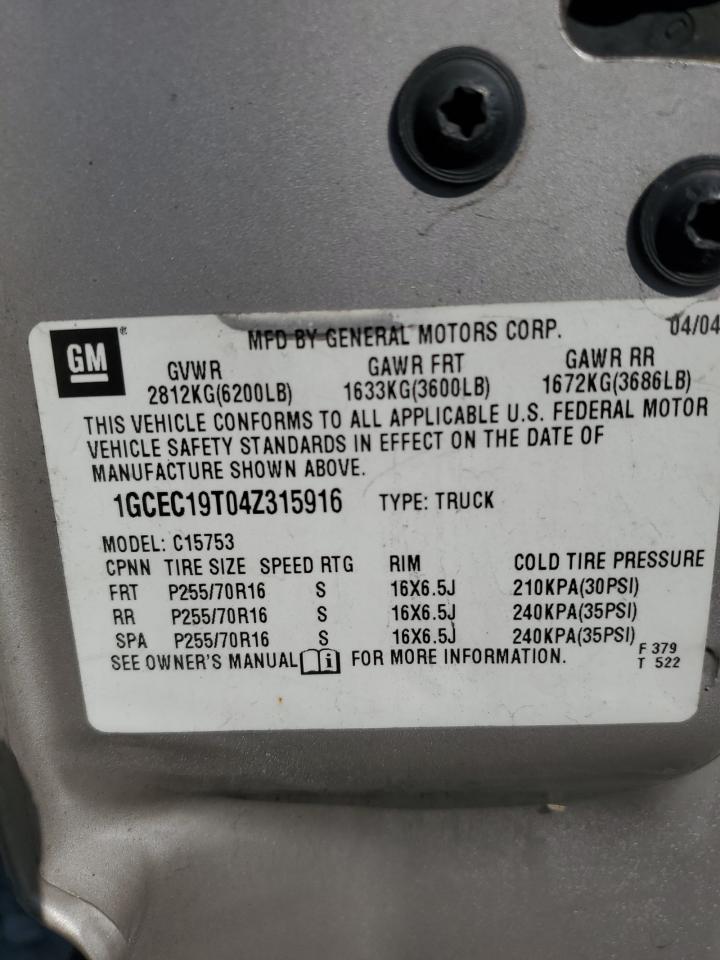 GM® MFD BY GENERAL MOTORS CORP. 04/04
GVWR GAWR FRT GAWR RR
2812KG(6200LB) 1633KG(3600LB) 1672KG(3686LB)
THIS VEHICLE CONFORMS TO ALL APPLICABLE U.S. FEDERAL MOTOR
VEHICLE SAFETY STANDARDS IN EFFECT ON THE DATE OF
MANUFACTURE SHOWN ABOVE.
1GCEC19T04Z315916 TYPE: TRUCK
MODEL: C15753
CPNN TIRE SIZE SPEED RTG RIM COLD TIRE PRESSURE
FRT P255/70R16 S 16X6.5J 210KPA(30PSI)
RR P255/70R16 S 16X6.5J 240KPA(35PSI)
SPA P255/70R16 S 16X6.5J 240KPA(35PSI)
SEE OWNER'S MANUAL i FOR MORE INFORMATION.
F 379
T 522